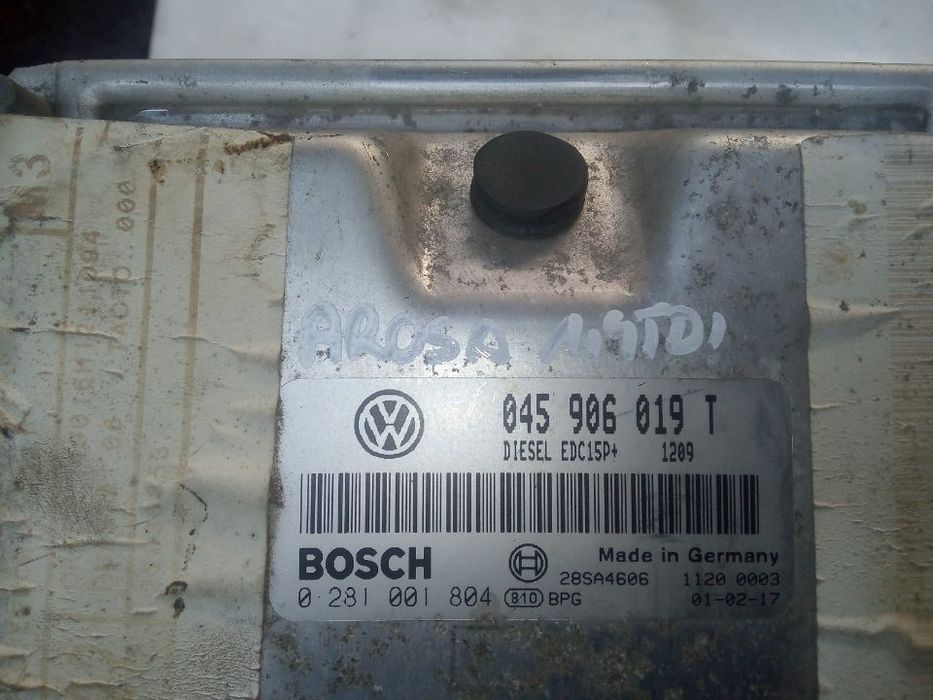 AROSA 1.4TDI
045 906 019 T
DIESEL EDC15P+ 1209
BOSCH
Made in Germany
28SA4606 1120 0003
0 281 001 804 810 BPG
01-02-17